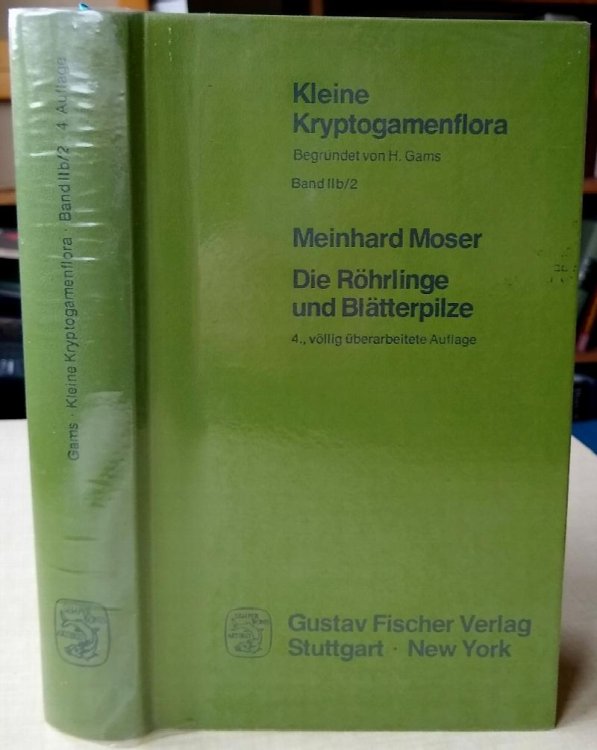 Kleine
Kryptogamenflora
Begründet von H. Gams
Band IIb/2
Meinhard Moser
Die Röhrlinge
und Blätterpilze
4., völlig überarbeitete Auflage
Gustav Fischer Verlag
Stuttgart · New York
Gams · Kleine Kryptogamenflora · Band IIb/2 · 4. Auflage